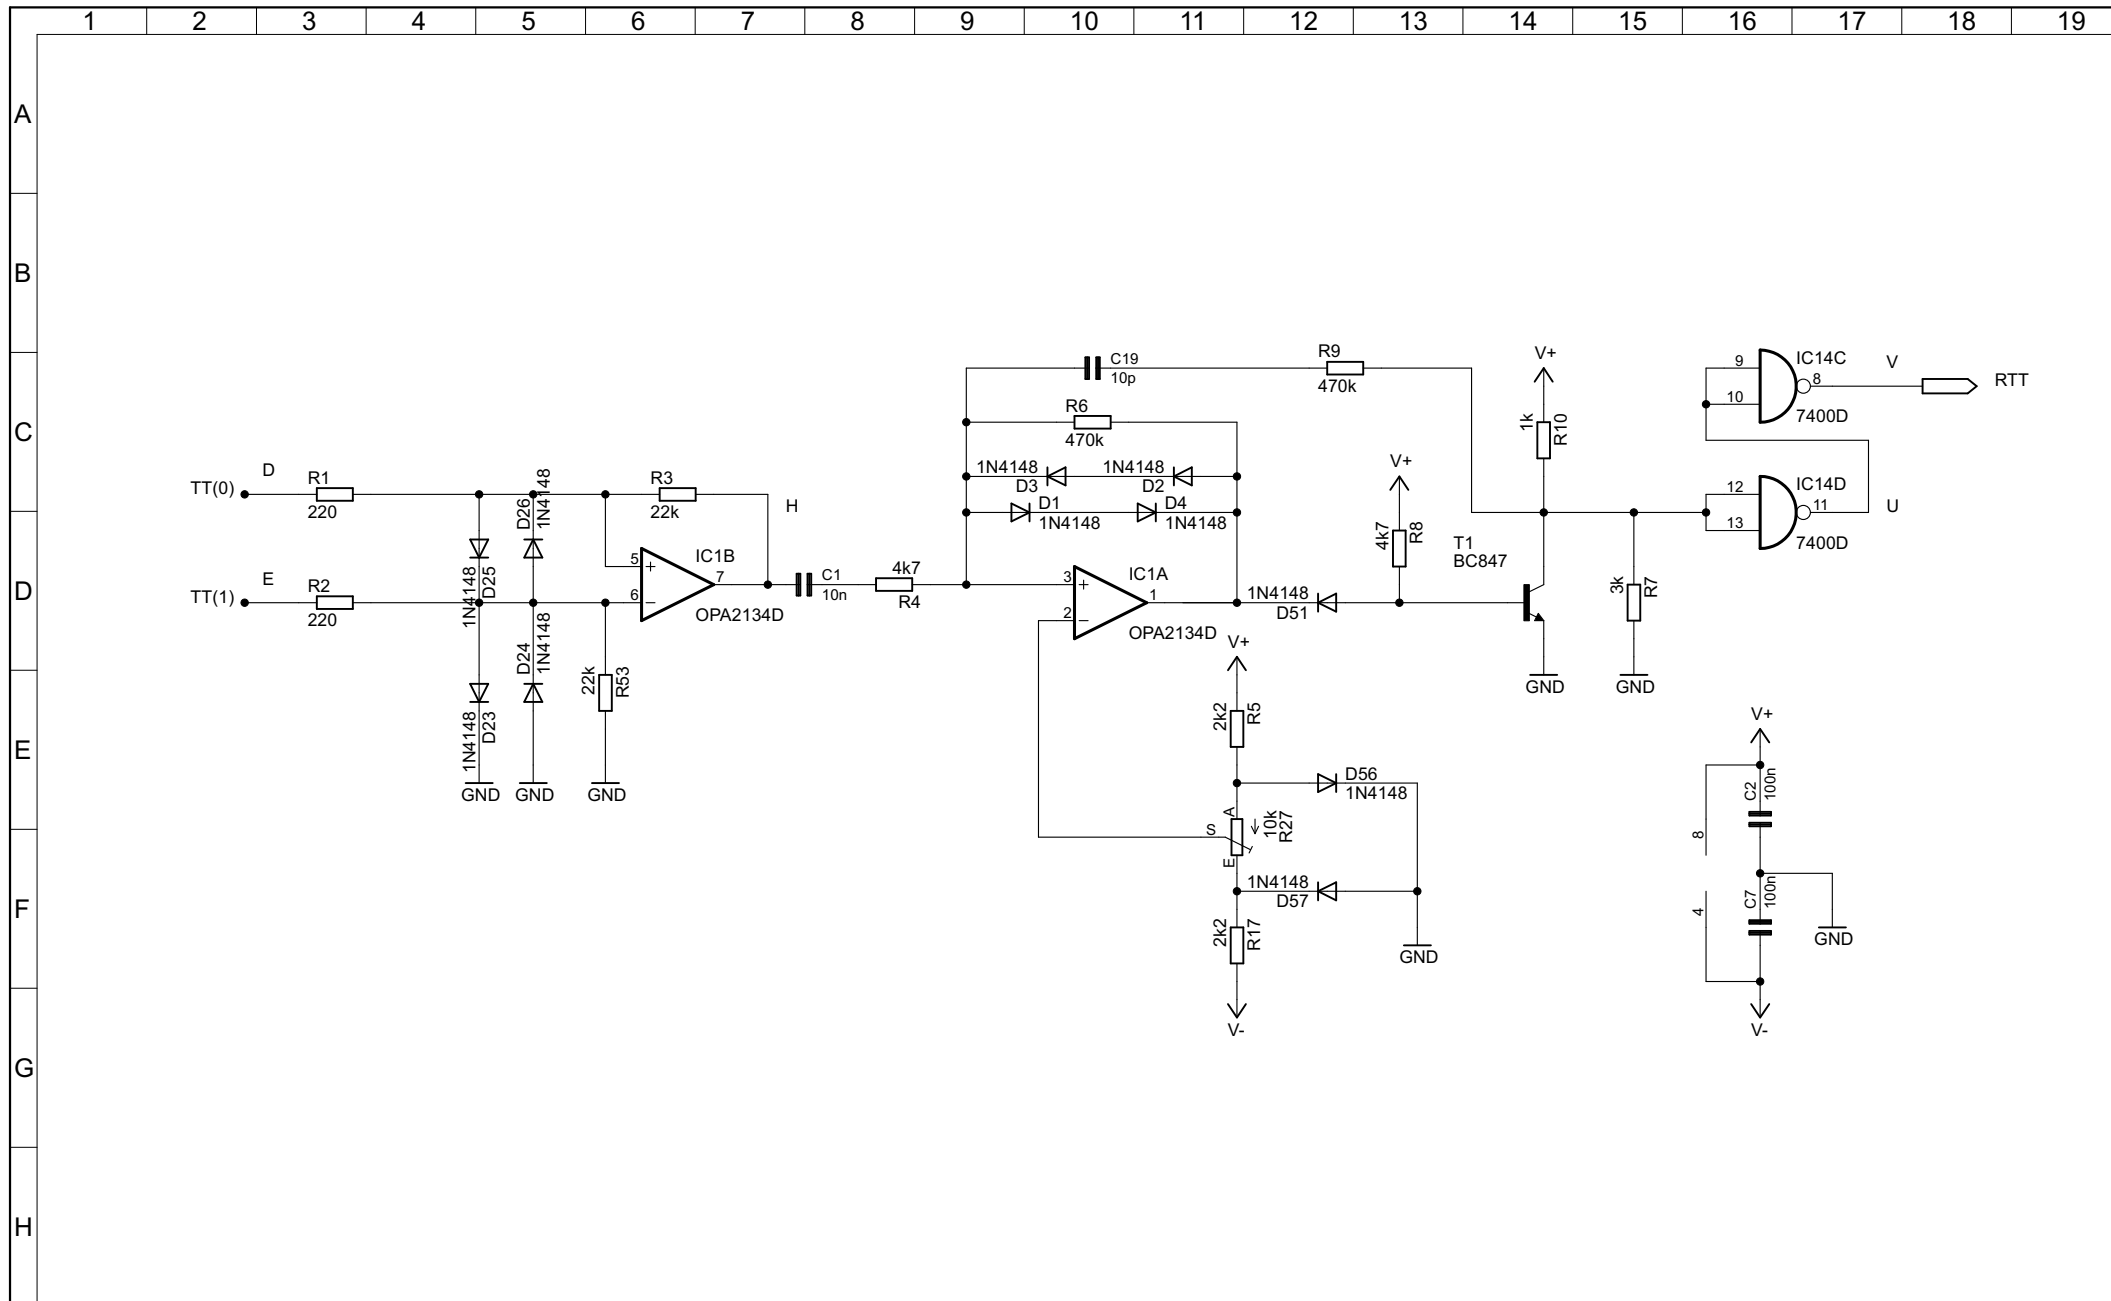 1 2 3 4 5 6 7 8 9 10 11 12 13 14 15 16 17 18 19
A
B
C
D
E
F
G
H
TT(0)
D
R1
220
TT(1)
E
R2
220
1N4148
D25
D26
1N4148
1N4148
D23
D24
1N4148
GND
GND
GND
22k
R53
R3
22k
H
5
+
6
−
7
IC1B
OPA2134D
C1
10n
4k7
R4
C19
10p
R9
470k
R6
470k
1N4148
D3
1N4148
D2
D1
1N4148
D4
1N4148
3
+
2
−
1
IC1A
OPA2134D
1N4148
D51
V+
4k7
R8
V+
1k
R10
T1
BC847
GND
3k
R7
GND
V+
2k2
R5
D56
1N4148
A
S
E
10k
R27
1N4148
D57
2k2
R17
V-
GND
9
10
8
IC14C
7400D
V
RTT
12
13
11
IC14D
7400D
U
V+
C2
100n
8
4
C7
100n
GND
V-